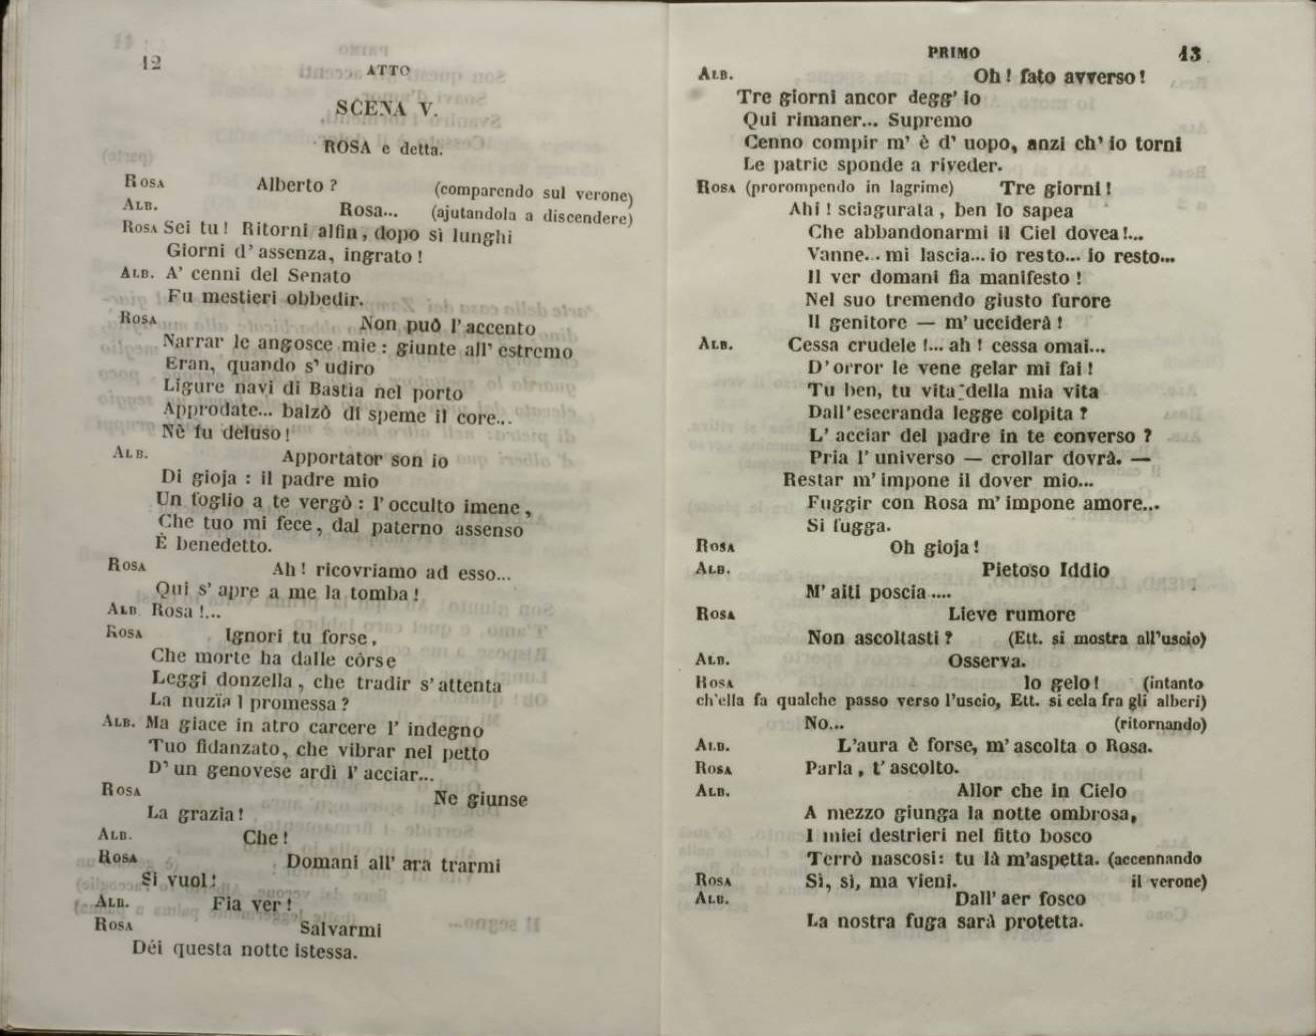 12
ATTO
SCENA V.
ROSA e detta.
ROSA Alberto ? (comparendo sul verone)
ALB. Rosa... (ajutandola a discendere)
ROSA Sei tu! Ritorni alfin, dopo sì lunghi
Giorni d'assenza, ingrato!
ALB. A' cenni del Senato
Fu mestieri obbedir.
ROSA Non può l'accento
Narrar le angosce mie: giunte all' estremo
Eran, quando s' udiro
Ligure navi di Bastia nel porto
Approdate... balzò di speme il core...
Nè fu deluso!
ALB. Apportator son io
Di gioja : il padre mio
Un foglio a te vergò : l'occulto imene,
Che tuo mi fece, dal paterno assenso
È benedetto.
ROSA Ah! ricovriamo ad esso...
Qui s' apre a me la tomba!
ALB. Rosa!...
ROSA Ignori tu forse,
Che morte ha dalle còrse
Leggi donzella, che tradir s'attenta
La nuzïal promessa?
ALB. Ma giace in atro carcere l' indegno
Tuo fidanzato, che vibrar nel petto
D' un genovese ardì l' acciar...
ROSA Ne giunse
La grazia!
ALB. Che!
ROSA Domani all' ara trarmi
Si vuol!
ALB. Fia ver!
ROSA Salvarmi
Déi questa notte istessa.
PRIMO 13
ALB. Oh! fato avverso!
Tre giorni ancor degg' io
Qui rimaner... Supremo
Cenno compir m' è d' uopo, anzi ch' io torni
Le patrie sponde a riveder.
ROSA (prorompendo in lagrime) Tre giorni!
Ahi! sciagurata, ben lo sapea
Che abbandonarmi il Ciel dovea!...
Vanne... mi lascia... io resto... io resto...
Il ver domani fia manifesto!
Nel suo tremendo giusto furore
Il genitore — m' ucciderà!
ALB. Cessa crudele!... ah! cessa omai...
D'orror le vene gelar mi fai!
Tu ben, tu vita della mia vita
Dall'esecranda legge colpita?
L' acciar del padre in te converso?
Pria l' universo — crollar dovrà. —
Restar m'impone il dover mio...
Fuggir con Rosa m'impone amore...
Si fugga.
ROSA Oh gioja!
ALB. Pietoso Iddio
M' aiti poscia....
ROSA Lieve rumore
Non ascoltasti? (Ett. si mostra all'uscio)
ALB. Osserva.
ROSA Io gelo! (intanto
ch'ella fa qualche passo verso l'uscio, Ett. si cela fra gli alberi)
No... (ritornando)
ALB. L'aura è forse, m'ascolta o Rosa.
ROSA Parla, t'ascolto.
ALB. Allor che in Cielo
A mezzo giunga la notte ombrosa,
I miei destrieri nel fitto bosco
Terrò nascosi: tu là m'aspetta. (accennando
ROSA Sì, sì, ma vieni. il verone)
ALB. Dall' aer fosco
La nostra fuga sarà protetta.